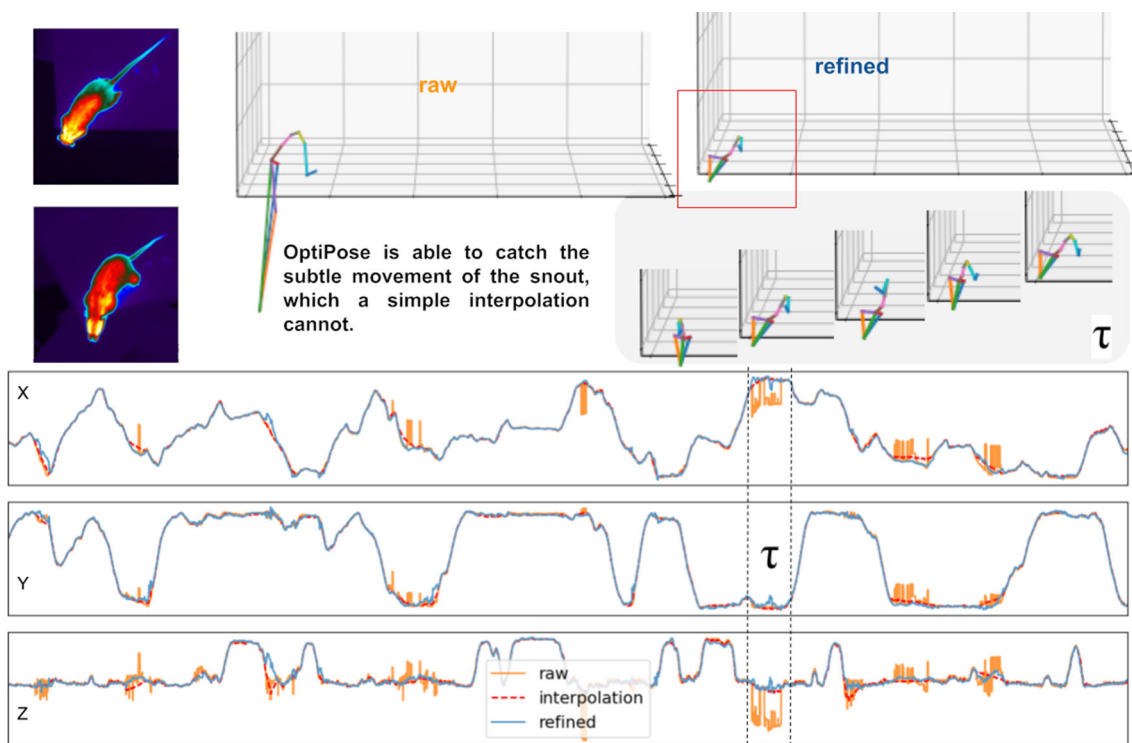 raw
refined
OptiPose is able to catch the
subtle movement of the snout,
which a simple interpolation
cannot.
τ
X
Y
τ
Z
raw
interpolation
refined